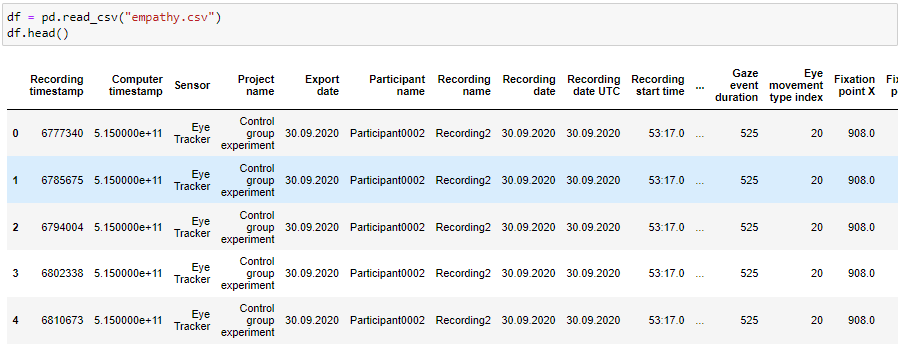 df = pd.read_csv("empathy.csv")
df.head()
Recording timestamp Computer timestamp Sensor Project name Export date Participant name Recording name Recording date Recording date UTC Recording start time ... Gaze event duration Eye movement type index Fixation point X
0 6777340 5.150000e+11 Eye Tracker Control group experiment 30.09.2020 Participant0002 Recording2 30.09.2020 30.09.2020 53:17.0 ... 525 20 908.0
1 6785675 5.150000e+11 Eye Tracker Control group experiment 30.09.2020 Participant0002 Recording2 30.09.2020 30.09.2020 53:17.0 ... 525 20 908.0
2 6794004 5.150000e+11 Eye Tracker Control group experiment 30.09.2020 Participant0002 Recording2 30.09.2020 30.09.2020 53:17.0 ... 525 20 908.0
3 6802338 5.150000e+11 Eye Tracker Control group experiment 30.09.2020 Participant0002 Recording2 30.09.2020 30.09.2020 53:17.0 ... 525 20 908.0
4 6810673 5.150000e+11 Eye Tracker Control group experiment 30.09.2020 Participant0002 Recording2 30.09.2020 30.09.2020 53:17.0 ... 525 20 908.0